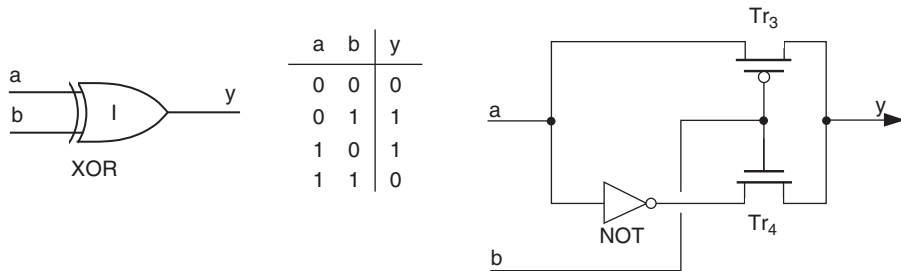 a
b
I
y
XOR
a b y
0 0 0
0 1 1
1 0 1
1 1 0
Tr₃
a
y
NOT
Tr₄
b